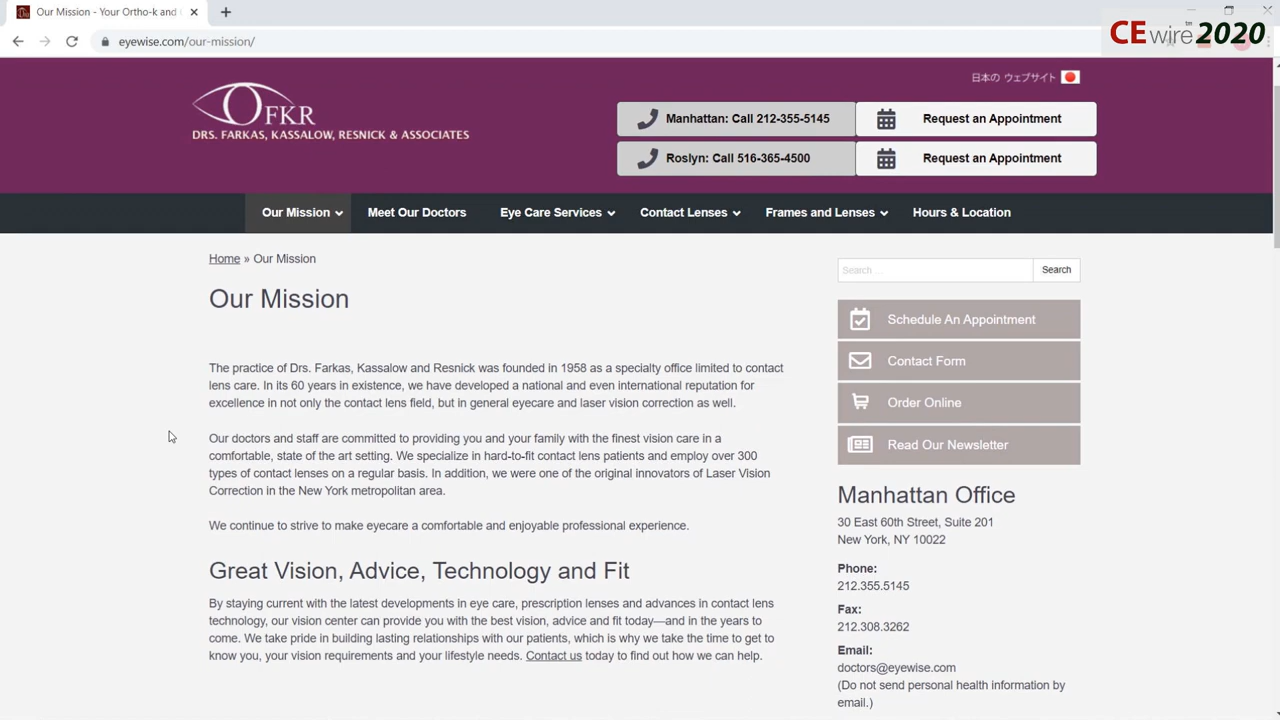 Our Mission - Your Ortho-k and
CEwire™2020
eyewise.com/our-mission/
日本の ウェブサイト
OFKR
DRS. FARKAS, KASSALOW, RESNICK & ASSOCIATES
Manhattan: Call 212-355-5145
Request an Appointment
Roslyn: Call 516-365-4500
Request an Appointment
Our Mission
Meet Our Doctors
Eye Care Services
Contact Lenses
Frames and Lenses
Hours & Location
Home » Our Mission
Our Mission
The practice of Drs. Farkas, Kassalow and Resnick was founded in 1958 as a specialty office limited to contact
lens care. In its 60 years in existence, we have developed a national and even international reputation for
excellence in not only the contact lens field, but in general eyecare and laser vision correction as well.
Our doctors and staff are committed to providing you and your family with the finest vision care in a
comfortable, state of the art setting. We specialize in hard-to-fit contact lens patients and employ over 300
types of contact lenses on a regular basis. In addition, we were one of the original innovators of Laser Vision
Correction in the New York metropolitan area.
We continue to strive to make eyecare a comfortable and enjoyable professional experience.
Great Vision, Advice, Technology and Fit
By staying current with the latest developments in eye care, prescription lenses and advances in contact lens
technology, our vision center can provide you with the best vision, advice and fit today—and in the years to
come. We take pride in building lasting relationships with our patients, which is why we take the time to get to
know you, your vision requirements and your lifestyle needs. Contact us today to find out how we can help.
Search ...
Search
Schedule An Appointment
Contact Form
Order Online
Read Our Newsletter
Manhattan Office
30 East 60th Street, Suite 201
New York, NY 10022
Phone:
212.355.5145
Fax:
212.308.3262
Email:
doctors@eyewise.com
(Do not send personal health information by
email.)